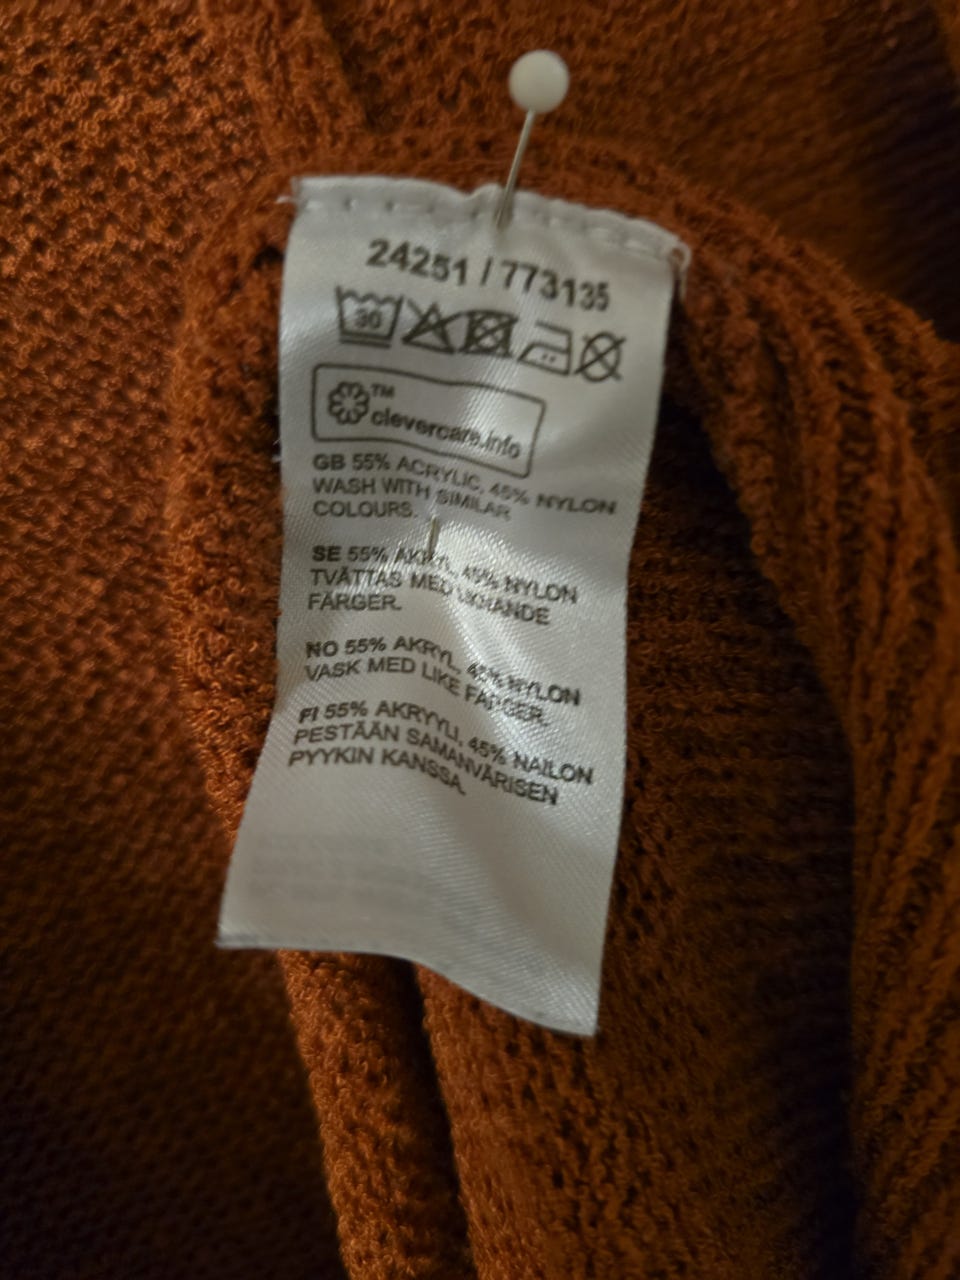 24251 / 773135
30
™
clevercare.info
GB 55% ACRYLIC, 45% NYLON
WASH WITH SIMILAR
COLOURS.
SE 55% AKRYL, 45% NYLON
TVÄTTAS MED LIKNANDE
FÄRGER.
NO 55% AKRYL, 45% NYLON
VASK MED LIKE FARGER.
FI 55% AKRYYLI, 45% NAILON
PESTÄÄN SAMANVÄRISEN
PYYKIN KANSSA.